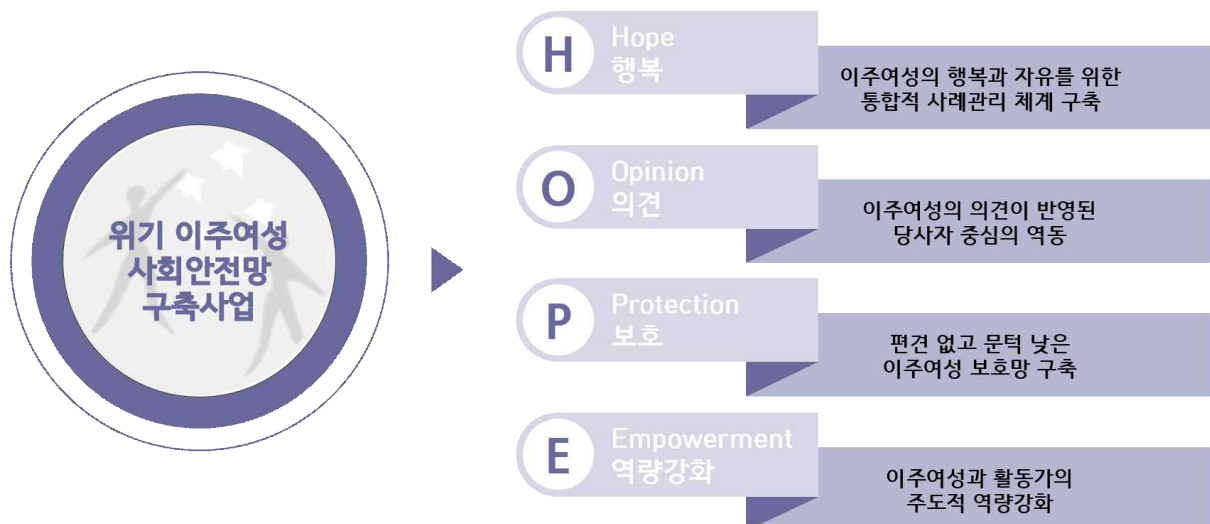 위기 이주여성
사회안전망
구축사업
H
Hope
행복
이주여성의 행복과 자유를 위한
통합적 사례관리 체계 구축
O
Opinion
의견
이주여성의 의견이 반영된
당사자 중심의 역동
P
Protection
보호
편견 없고 문턱 낮은
이주여성 보호망 구축
E
Empowerment
역량강화
이주여성과 활동가의
주도적 역량강화